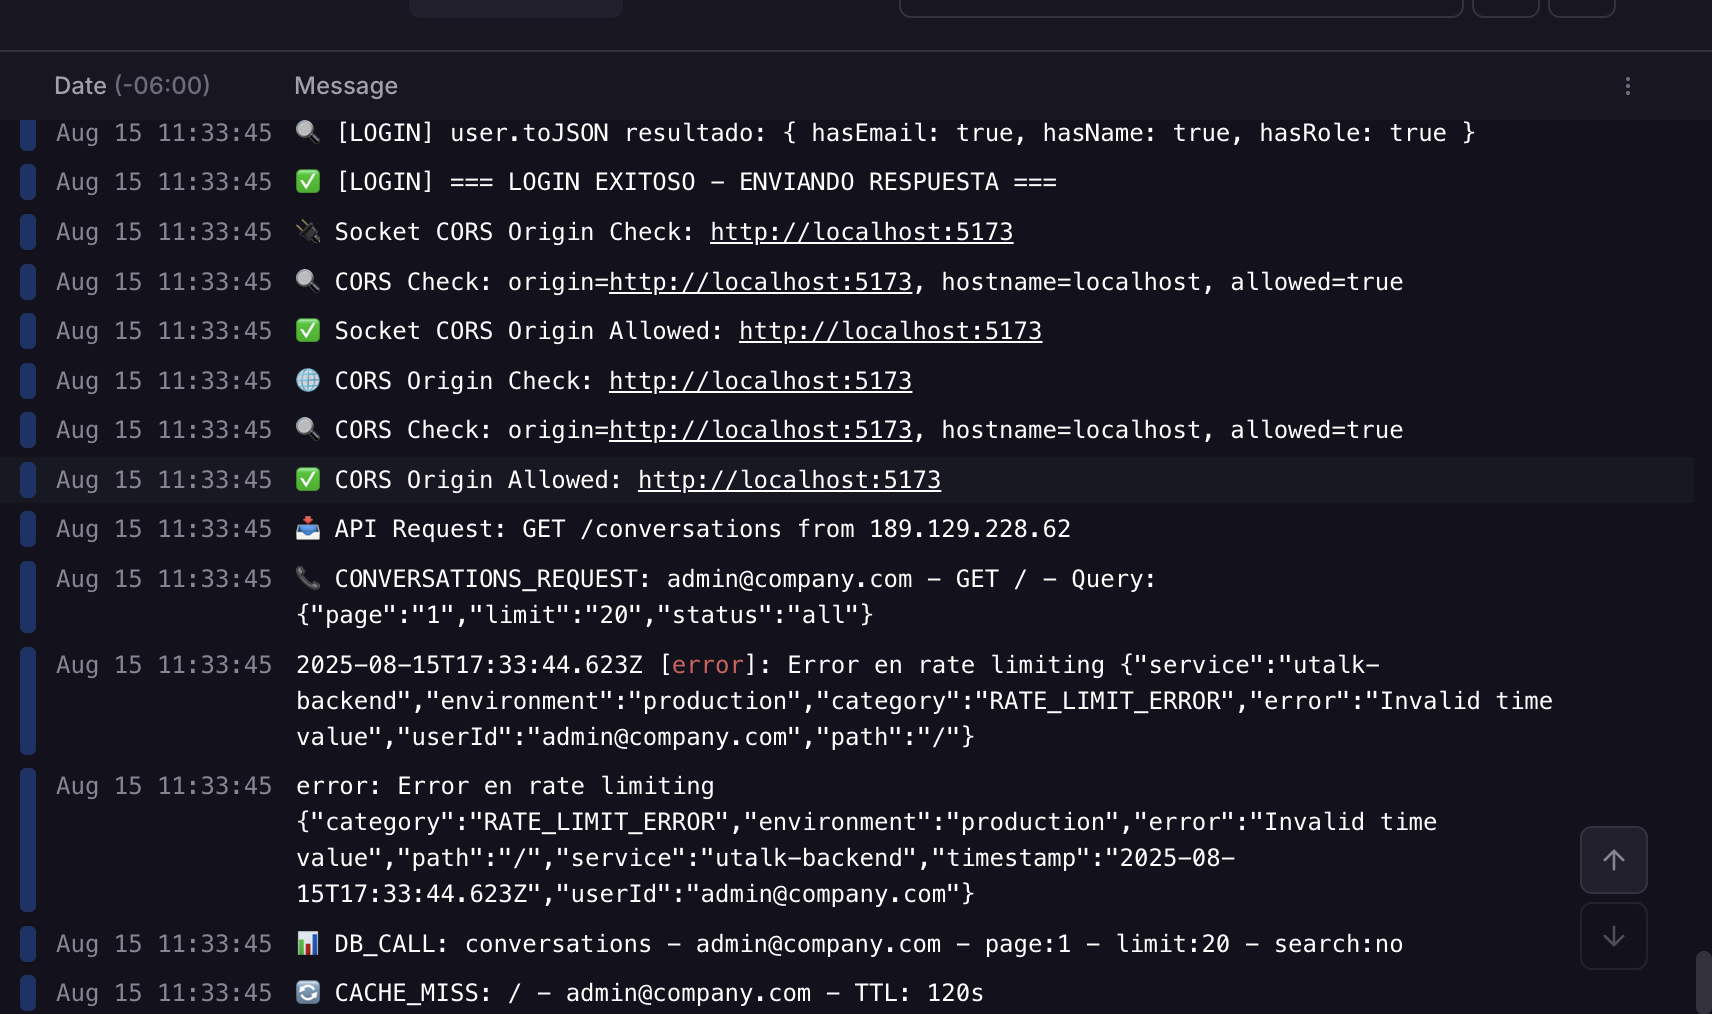 Date (-06:00) Message
Aug 15 11:33:45 🔍 [LOGIN] user.toJSON resultado: { hasEmail: true, hasName: true, hasRole: true }
Aug 15 11:33:45 ✅ [LOGIN] === LOGIN EXITOSO - ENVIANDO RESPUESTA ===
Aug 15 11:33:45 🔌 Socket CORS Origin Check: http://localhost:5173
Aug 15 11:33:45 🔍 CORS Check: origin=http://localhost:5173, hostname=localhost, allowed=true
Aug 15 11:33:45 ✅ Socket CORS Origin Allowed: http://localhost:5173
Aug 15 11:33:45 🌐 CORS Origin Check: http://localhost:5173
Aug 15 11:33:45 🔍 CORS Check: origin=http://localhost:5173, hostname=localhost, allowed=true
Aug 15 11:33:45 ✅ CORS Origin Allowed: http://localhost:5173
Aug 15 11:33:45 📥 API Request: GET /conversations from 189.129.228.62
Aug 15 11:33:45 📞 CONVERSATIONS_REQUEST: admin@company.com - GET / - Query:
{"page":"1","limit":"20","status":"all"}
Aug 15 11:33:45 2025-08-15T17:33:44.623Z [error]: Error en rate limiting {"service":"utalk-
backend","environment":"production","category":"RATE_LIMIT_ERROR","error":"Invalid time
value","userId":"admin@company.com","path":"/"}
Aug 15 11:33:45 error: Error en rate limiting
{"category":"RATE_LIMIT_ERROR","environment":"production","error":"Invalid time
value","path":"/","service":"utalk-backend","timestamp":"2025-08-
15T17:33:44.623Z","userId":"admin@company.com"}
Aug 15 11:33:45 📊 DB_CALL: conversations - admin@company.com - page:1 - limit:20 - search:no
Aug 15 11:33:45 🔄 CACHE_MISS: / - admin@company.com - TTL: 120s